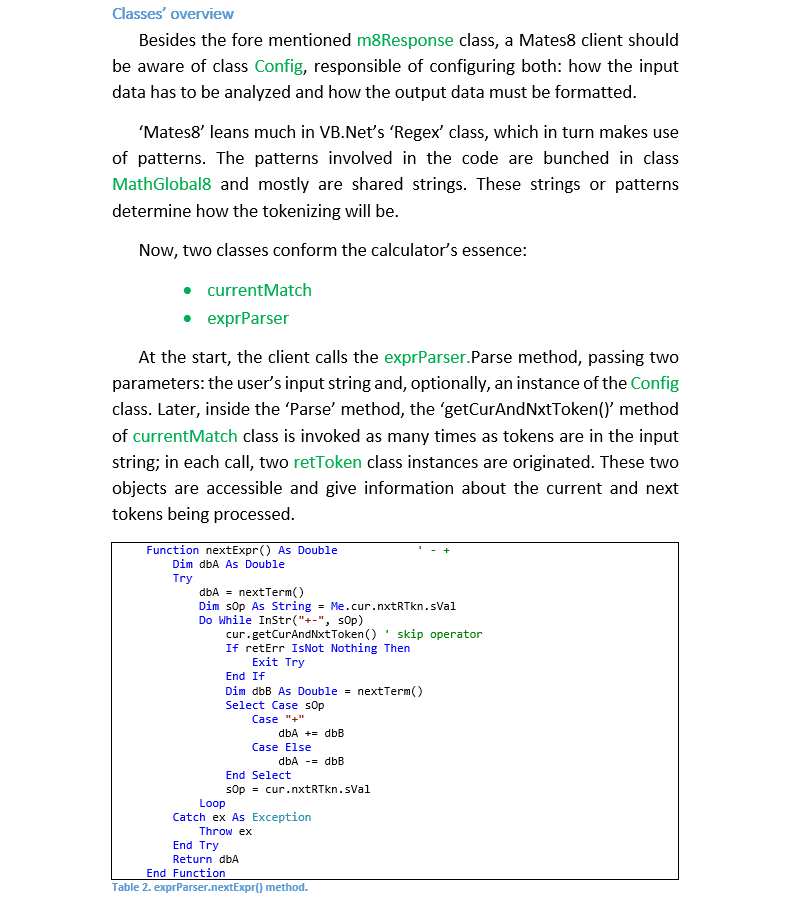 Classes’ overview
Besides the fore mentioned m8Response class, a Mates8 client should
be aware of class Config, responsible of configuring both: how the input
data has to be analyzed and how the output data must be formatted.
‘Mates8’ leans much in VB.Net’s ‘Regex’ class, which in turn makes use
of patterns. The patterns involved in the code are bunched in class
MathGlobal8 and mostly are shared strings. These strings or patterns
determine how the tokenizing will be.
Now, two classes conform the calculator’s essence:
• currentMatch
• exprParser
At the start, the client calls the exprParser.Parse method, passing two
parameters: the user’s input string and, optionally, an instance of the Config
class. Later, inside the ‘Parse’ method, the ‘getCurAndNxtToken()’ method
of currentMatch class is invoked as many times as tokens are in the input
string; in each call, two retToken class instances are originated. These two
objects are accessible and give information about the current and next
tokens being processed.
Function nextExpr() As Double ' - +
Dim dbA As Double
Try
dbA = nextTerm()
Dim sOp As String = Me.cur.nxtRTkn.sVal
Do While InStr("+-", sOp)
cur.getCurAndNxtToken() ' skip operator
If retErr IsNot Nothing Then
Exit Try
End If
Dim dbB As Double = nextTerm()
Select Case sOp
Case "+"
dbA += dbB
Case Else
dbA -= dbB
End Select
sOp = cur.nxtRTkn.sVal
Loop
Catch ex As Exception
Throw ex
End Try
Return dbA
End Function
Table 2. exprParser.nextExpr() method.